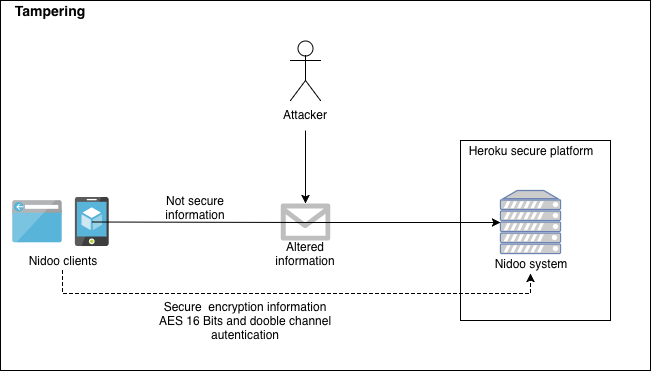 Tampering
Attacker
Heroku secure platform
Not secure
information
Altered
information
Nidoo clients
Nidoo system
Secure encryption information
AES 16 Bits and dooble channel
autentication